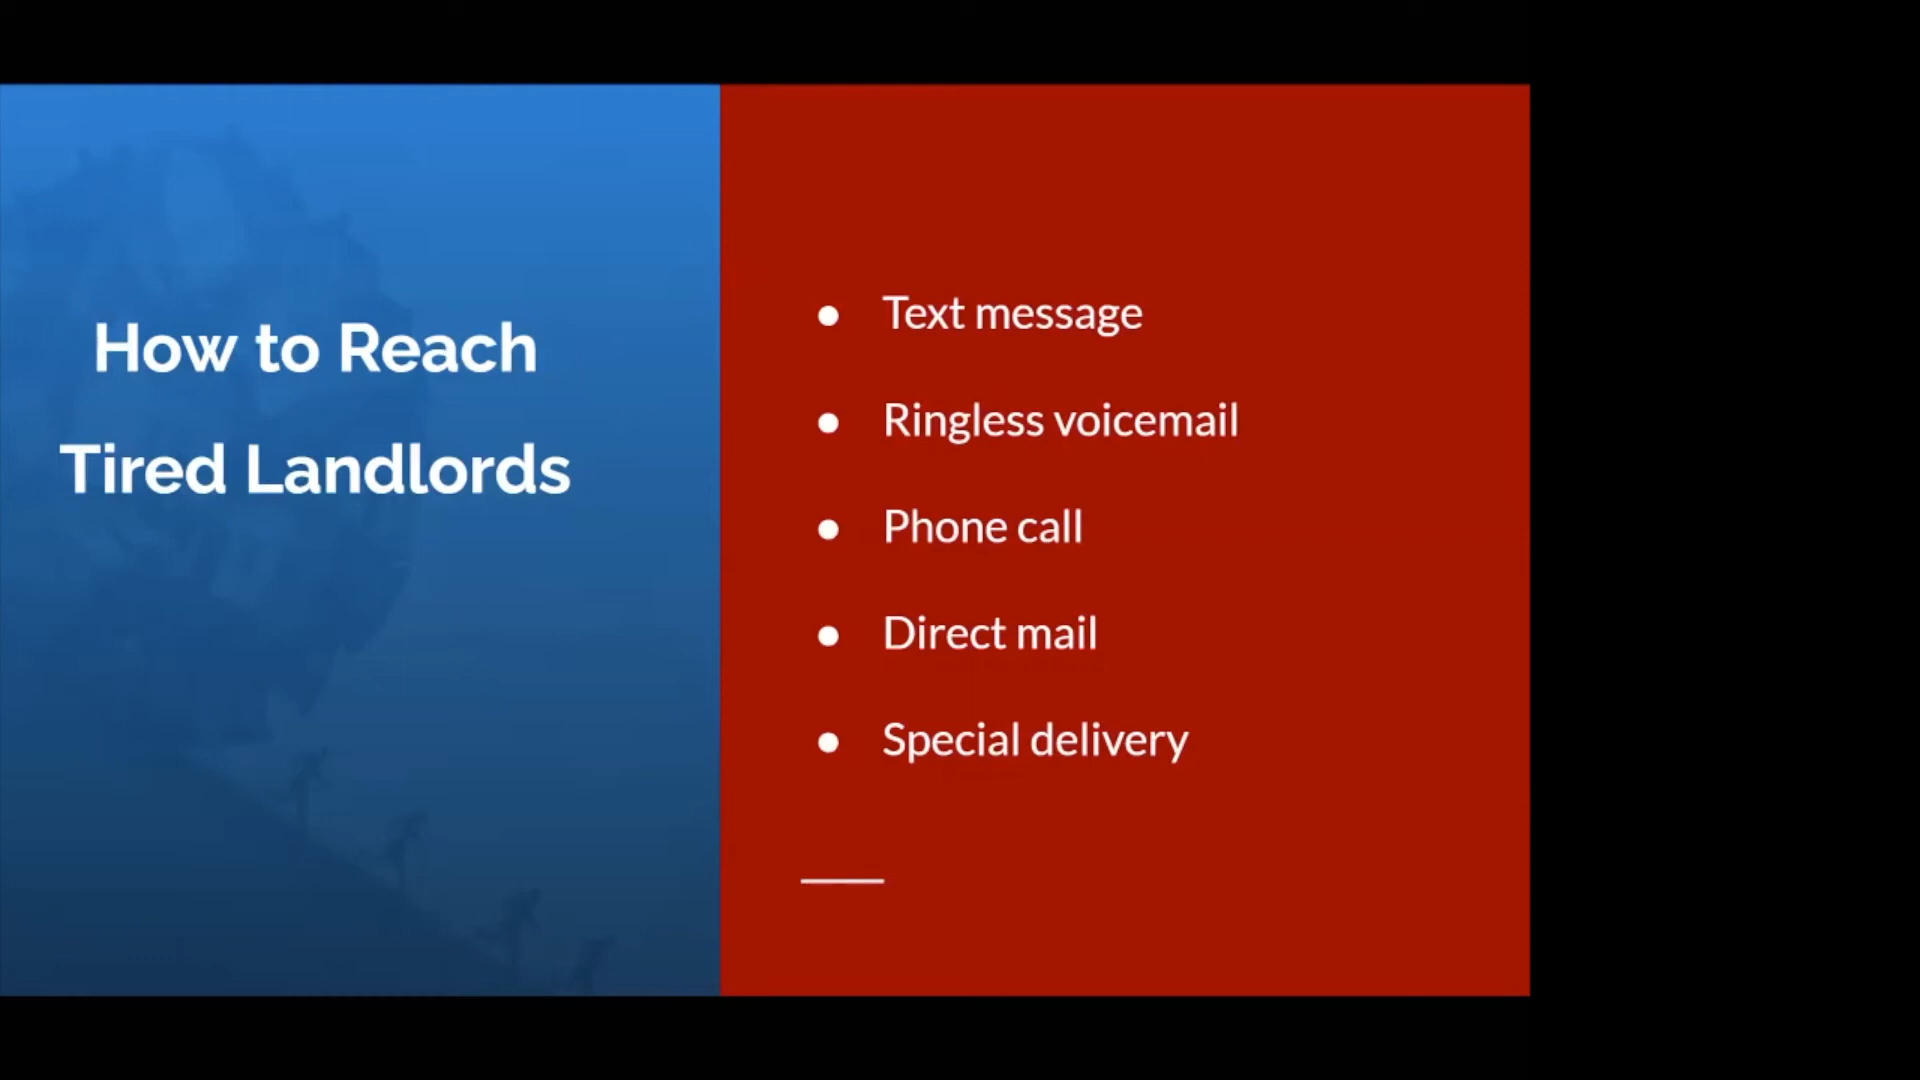 How to Reach
Tired Landlords
● Text message
● Ringless voicemail
● Phone call
● Direct mail
● Special delivery